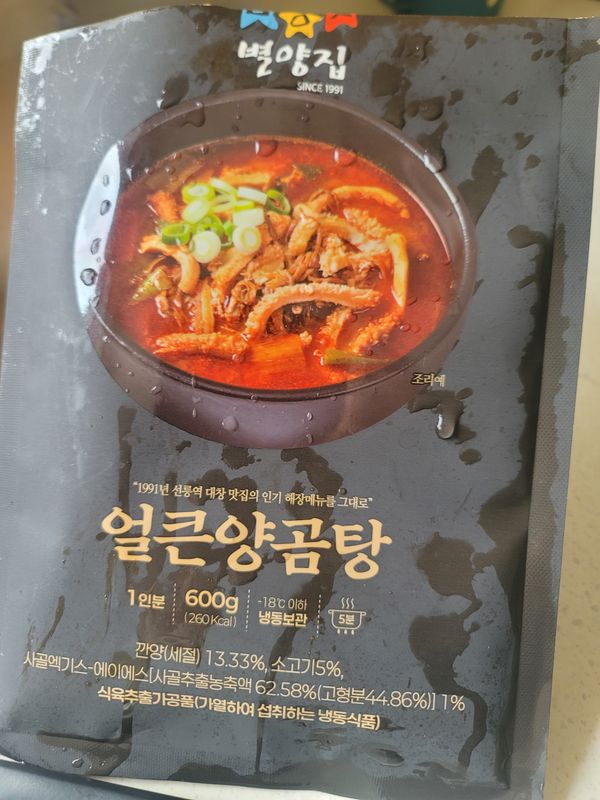 별양집
SINCE 1991
조리예
"1991년 선릉역 대창 맛집의 인기 해장메뉴를 그대로"
얼큰양곰탕
1인분 600g -18℃ 이하
(260Kcal) 냉동보관 5분
깐양(세절) 13.33%, 소고기5%,
사골엑기스-에이에스[사골추출농축액 62.58%(고형분44.86%)] 1%
식육추출가공품(가열하여 섭취하는 냉동식품)